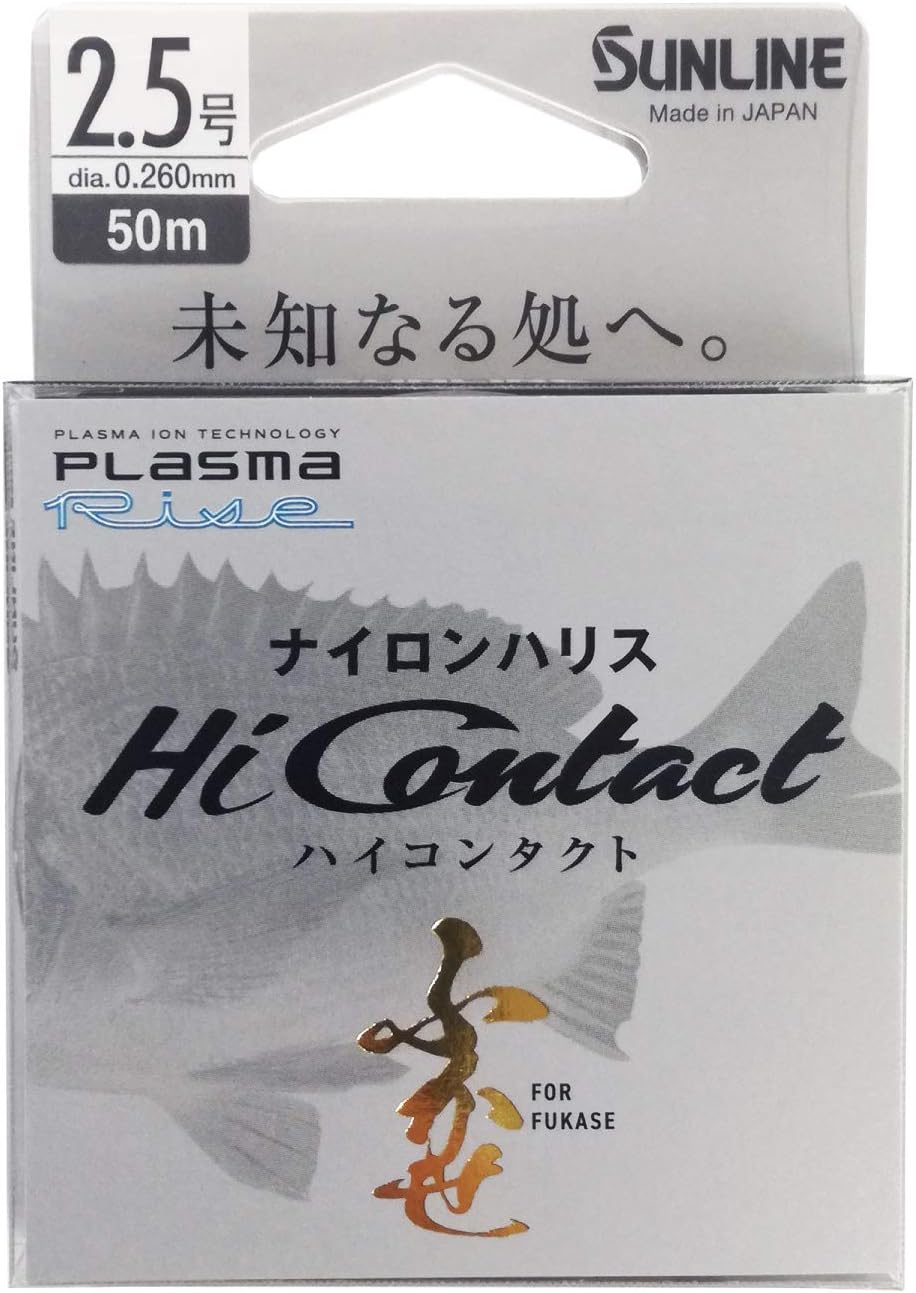 2.5号
dia.0.260mm
50m
SUNLINE
Made in JAPAN
未知なる処へ。
PLASMA ION TECHNOLOGY
PLASMA
Rise
ナイロンハリス
Hi Contact
ハイコンタクト
ふかせ
FOR
FUKASE